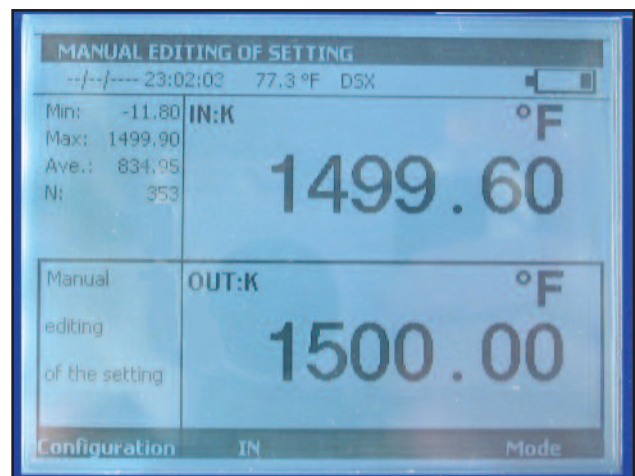 MANUAL EDITING OF SETTING
--/--/---- 23:02:03 77.3 °F DSX
Min: -11.80
Max: 1499.90
Ave.: 834.95
N: 353
IN:K °F
1499.60
Manual
editing
of the setting
OUT:K °F
1500.00
Configuration IN Mode